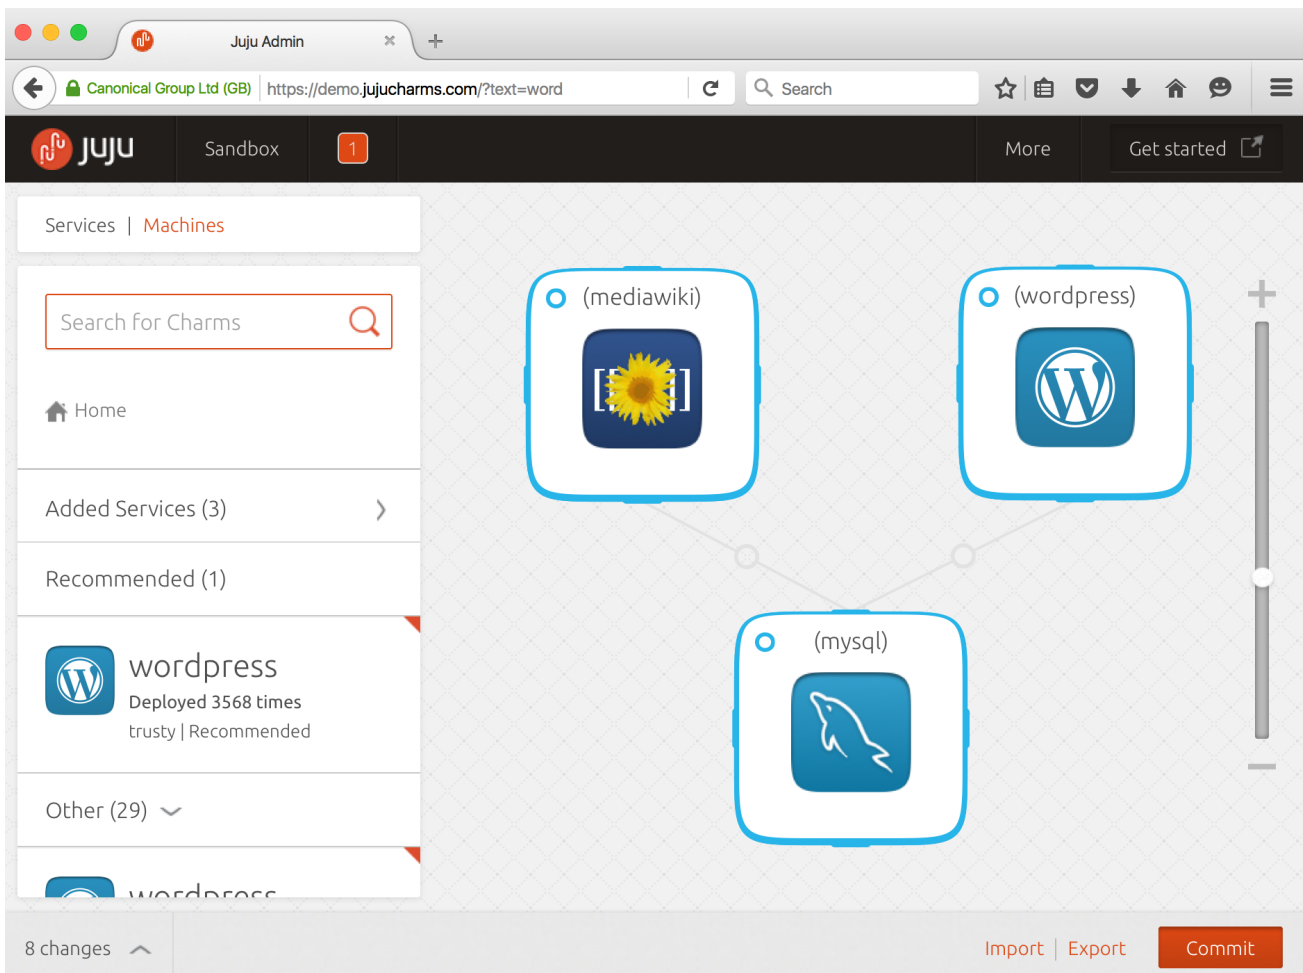 Juju Admin
Canonical Group Ltd (GB) https://demo.jujucharms.com/?text=word
Search
juju Sandbox 1 More Get started
Services | Machines
Search for Charms
Home
Added Services (3)
Recommended (1)
wordpress
Deployed 3568 times
trusty | Recommended
Other (29)
wordpress
(mediawiki)
[[ ]]
(wordpress)
W
(mysql)
8 changes
Import | Export Commit